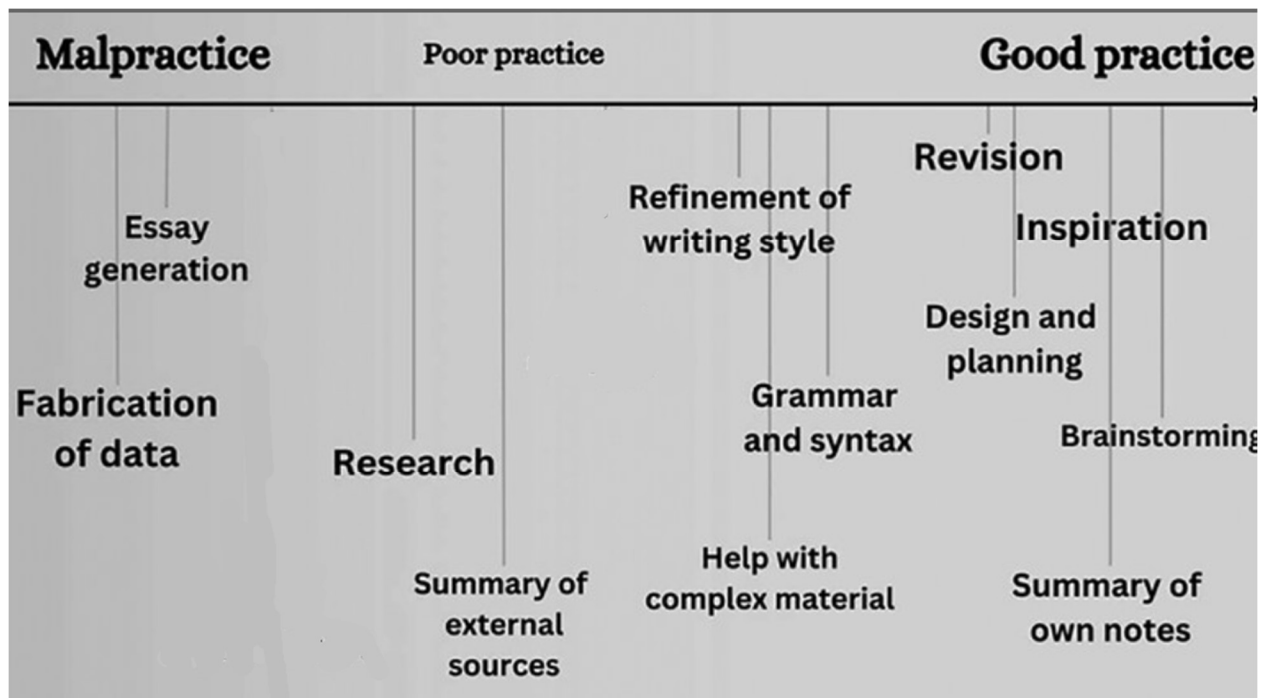 Malpractice
Poor practice
Good practice
Essay
generation
Fabrication
of data
Research
Summary of
external
sources
Refinement of
writing style
Grammar
and syntax
Help with
complex material
Revision
Inspiration
Design and
planning
Brainstorming
Summary of
own notes